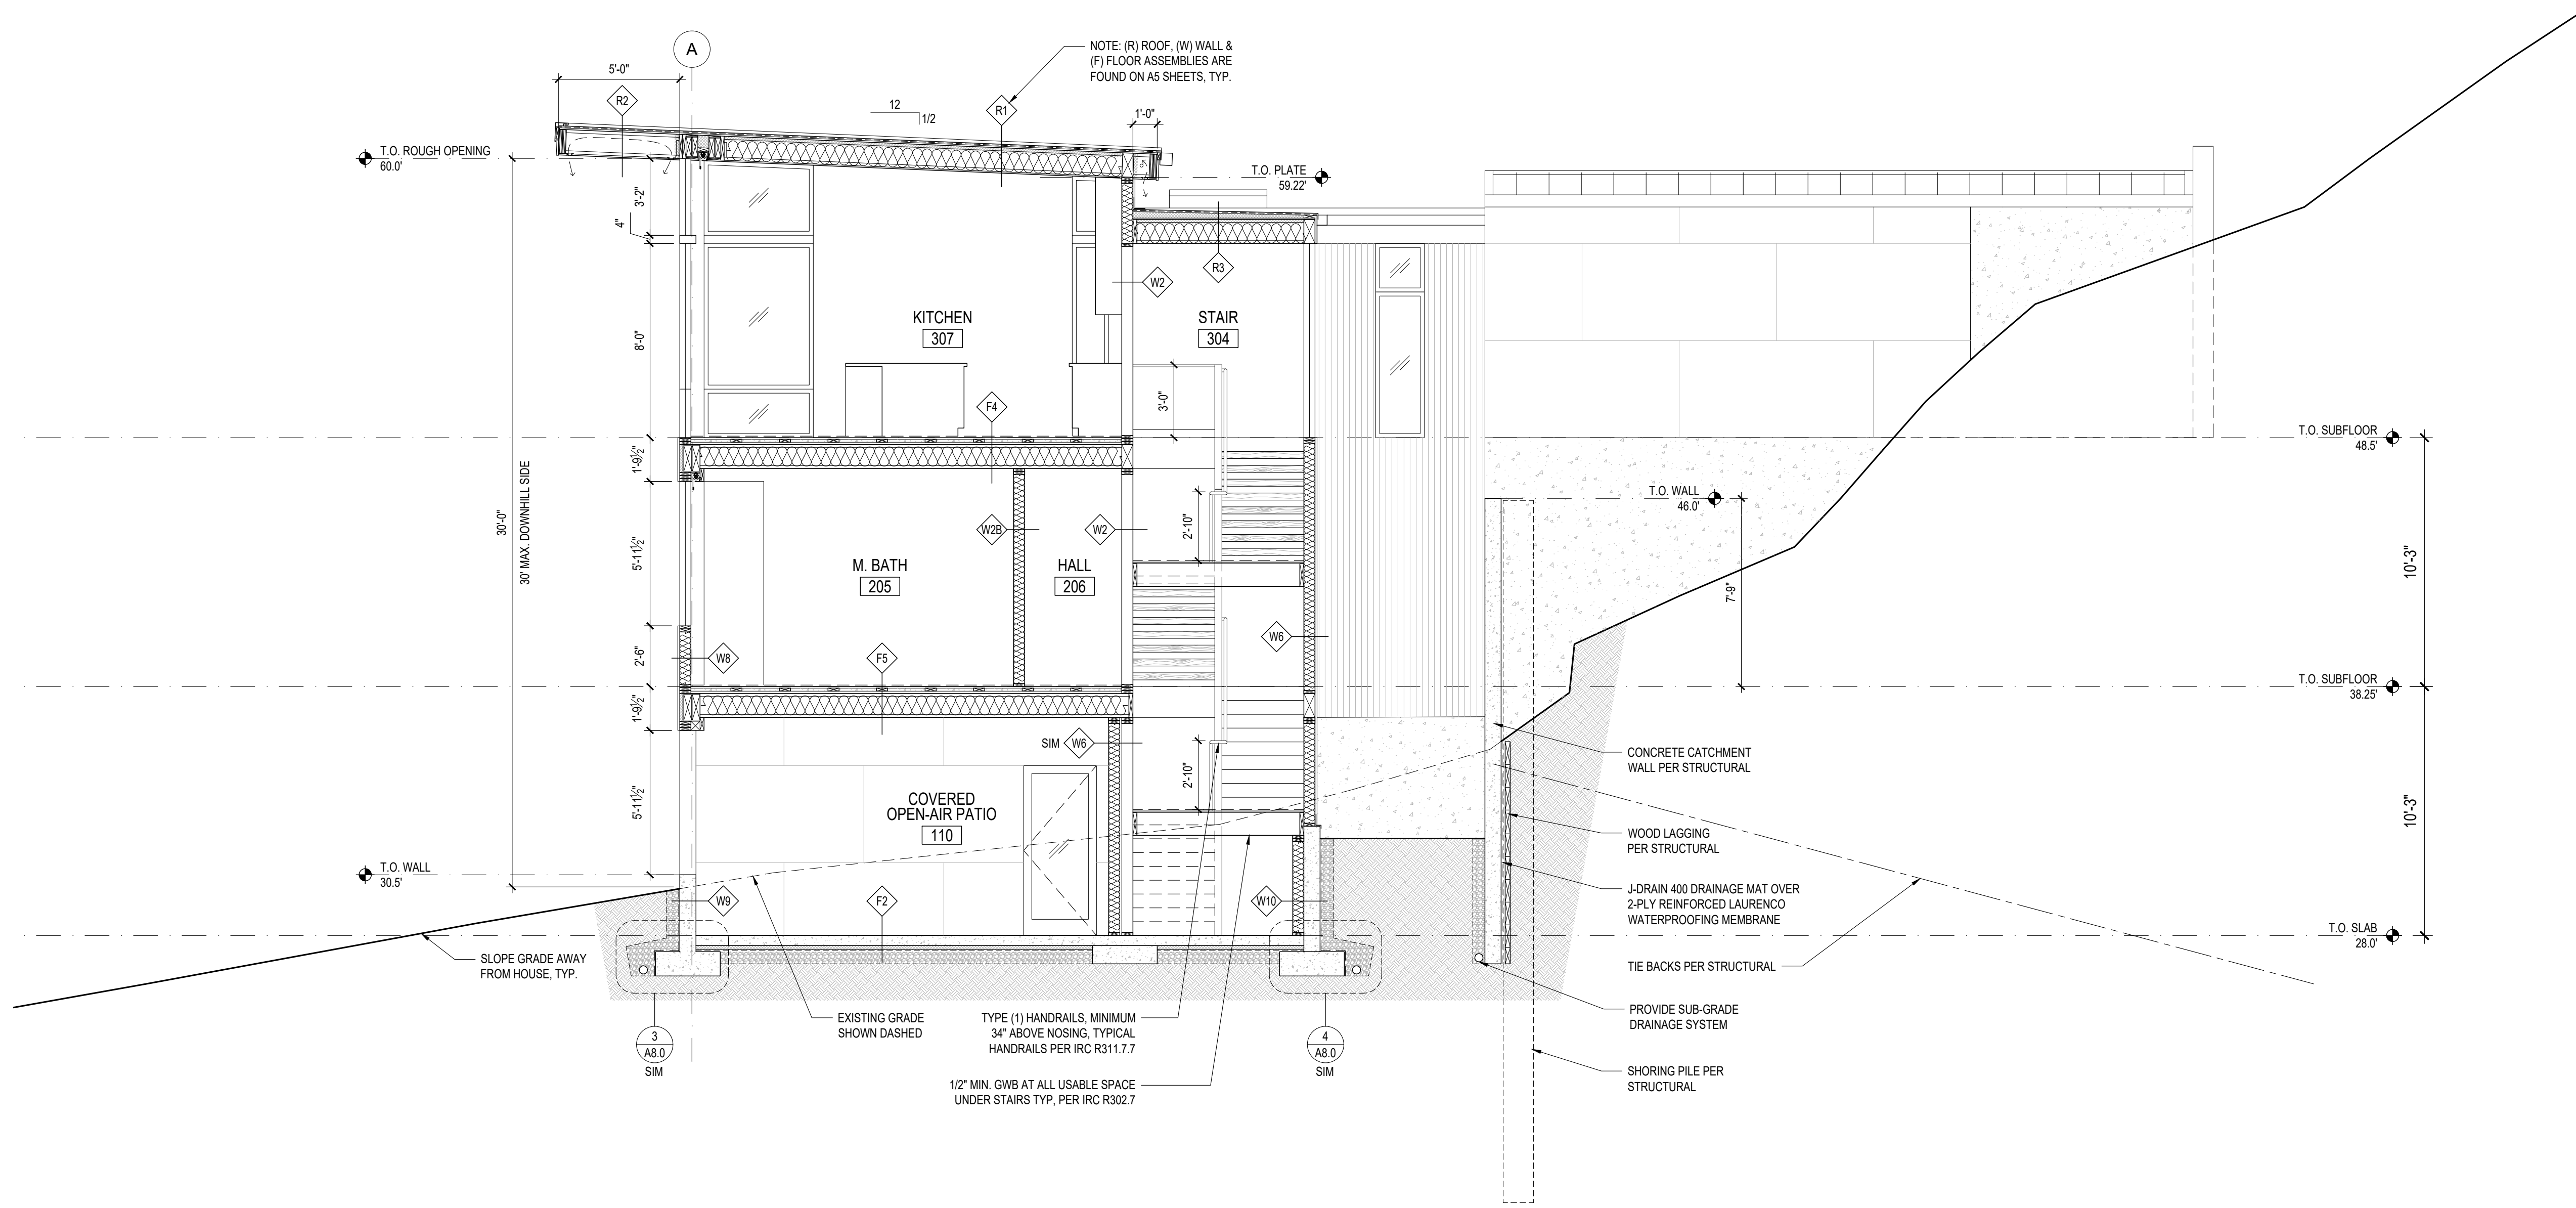 A
NOTE: (R) ROOF, (W) WALL &
(F) FLOOR ASSEMBLIES ARE
FOUND ON A5 SHEETS, TYP.
5'-0"
R2
12
1/2
R1
1'-0"
T.O. ROUGH OPENING
60.0'
T.O. PLATE
59.22'
3'-2"
4"
R3
W2
KITCHEN
307
STAIR
304
8'-0"
3'-0"
F4
T.O. SUBFLOOR
48.5'
1'-9 1/2"
30'-0"
30' MAX. DOWNHILL SIDE
T.O. WALL
46.0'
W2B
W2
2'-10"
5'-11 1/2"
M. BATH
205
HALL
206
10'-3"
7'-9"
W6
2'-6"
W8
F5
T.O. SUBFLOOR
38.25'
1'-9 1/2"
SIM
W6
CONCRETE CATCHMENT
WALL PER STRUCTURAL
2'-10"
5'-11 1/2"
COVERED
OPEN-AIR PATIO
110
10'-3"
WOOD LAGGING
PER STRUCTURAL
T.O. WALL
30.5'
W9
F2
W10
J-DRAIN 400 DRAINAGE MAT OVER
2-PLY REINFORCED LAURENCO
WATERPROOFING MEMBRANE
T.O. SLAB
28.0'
SLOPE GRADE AWAY
FROM HOUSE, TYP.
TIE BACKS PER STRUCTURAL
EXISTING GRADE
SHOWN DASHED
TYPE (1) HANDRAILS, MINIMUM
34" ABOVE NOSING, TYPICAL
HANDRAILS PER IRC R311.7.7
PROVIDE SUB-GRADE
DRAINAGE SYSTEM
3
A8.0
SIM
4
A8.0
SIM
1/2" MIN. GWB AT ALL USABLE SPACE
UNDER STAIRS TYP, PER IRC R302.7
SHORING PILE PER
STRUCTURAL